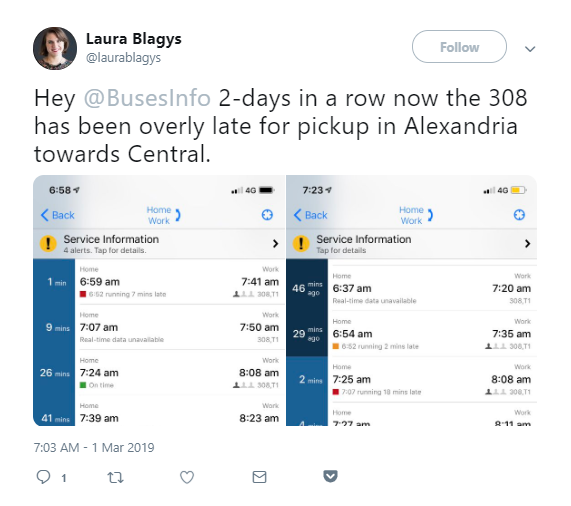 Laura Blagys
@laurablagys
Follow
Hey @BusesInfo 2-days in a row now the 308
has been overly late for pickup in Alexandria
towards Central.
6:58
4G
Back
Home
Work
Service Information
4 alerts. Tap for details.
Home Work
1 min 6:59 am 7:41 am
6:52 running 7 mins late 308,T1
Home Work
9 mins 7:07 am 7:50 am
Real-time data unavailable 308,T1
Home Work
26 mins 7:24 am 8:08 am
On time 308,T1
Home Work
41 mins 7:39 am 8:23 am
7:23
4G
Back
Home
Work
Service Information
Tap for details
Home Work
46 mins ago 6:37 am 7:20 am
Real-time data unavailable 308,T1
Home Work
29 mins ago 6:54 am 7:35 am
6:52 running 2 mins late 308,T1
Home Work
2 mins 7:25 am 8:08 am
7:07 running 18 mins late 308,T1
Home Work
7:27 am 8:11 am
7:03 AM - 1 Mar 2019
1